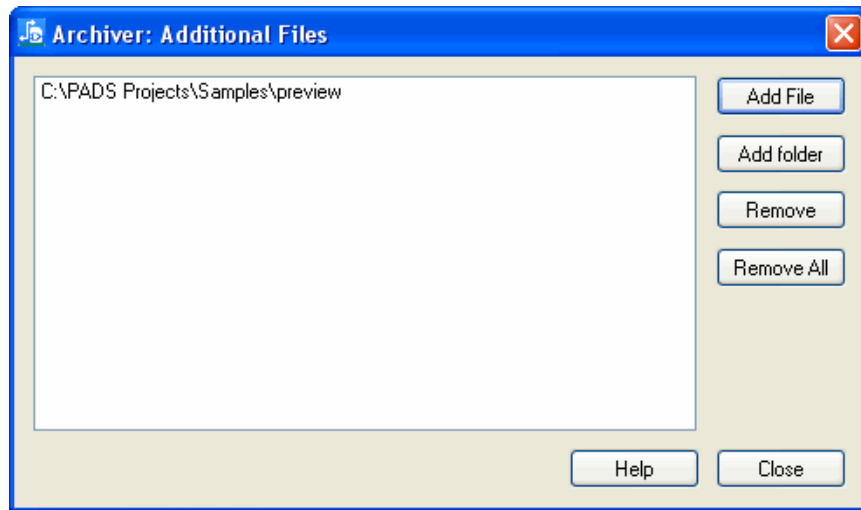 Archiver: Additional Files
C:\PADS Projects\Samples\preview
Add File
Add folder
Remove
Remove All
Help
Close